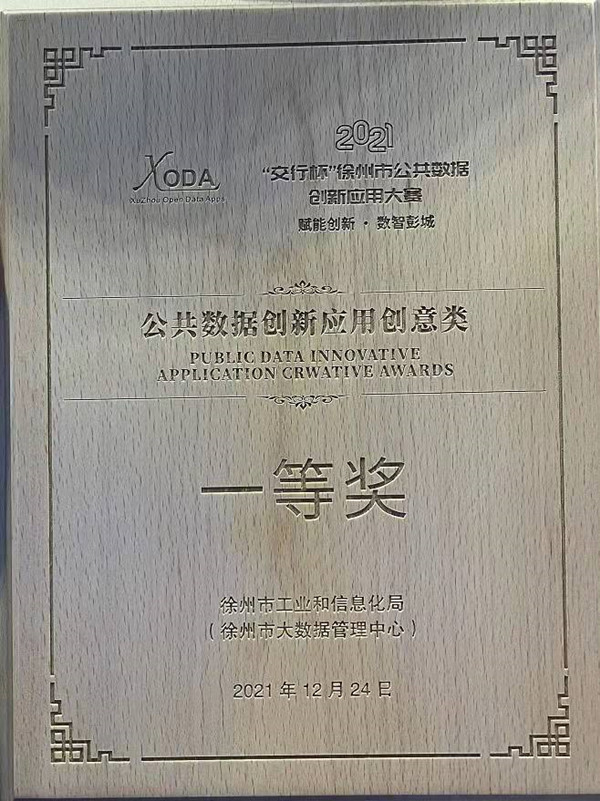 XODA
XuZhou Open Data Apps
2021
“交行杯”徐州市公共数据
创新应用大赛
赋能创新·数智彭城
公共数据创新应用创意类
PUBLIC DATA INNOVATIVE
APPLICATION CRWATIVE AWARDS
一等奖
徐州市工业和信息化局
（徐州市大数据管理中心）
2021年12月24日